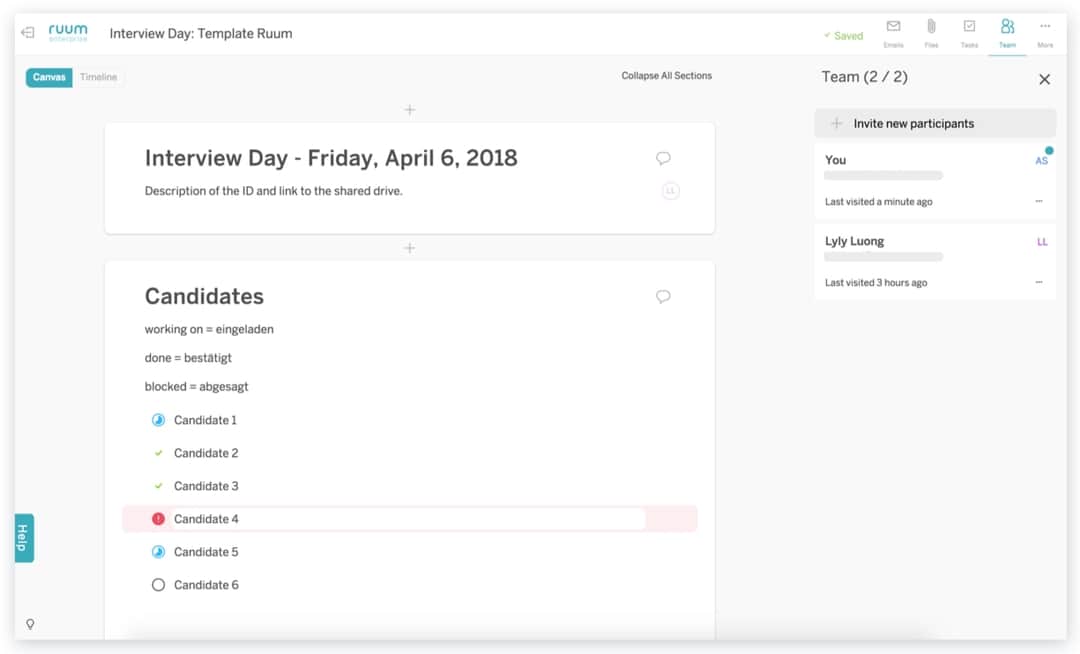 ruum
enterprise
Interview Day: Template Ruum
Saved
Emails
Files
Tasks
Team
More
Canvas
Timeline
Collapse All Sections
Interview Day - Friday, April 6, 2018
Description of the ID and link to the shared drive.
LL
Candidates
working on = eingeladen
done = bestätigt
blocked = abgesagt
Candidate 1
Candidate 2
Candidate 3
Candidate 4
Candidate 5
Candidate 6
Help
Team (2 / 2)
Invite new participants
You
AS
Last visited a minute ago
Lyly Luong
LL
Last visited 3 hours ago